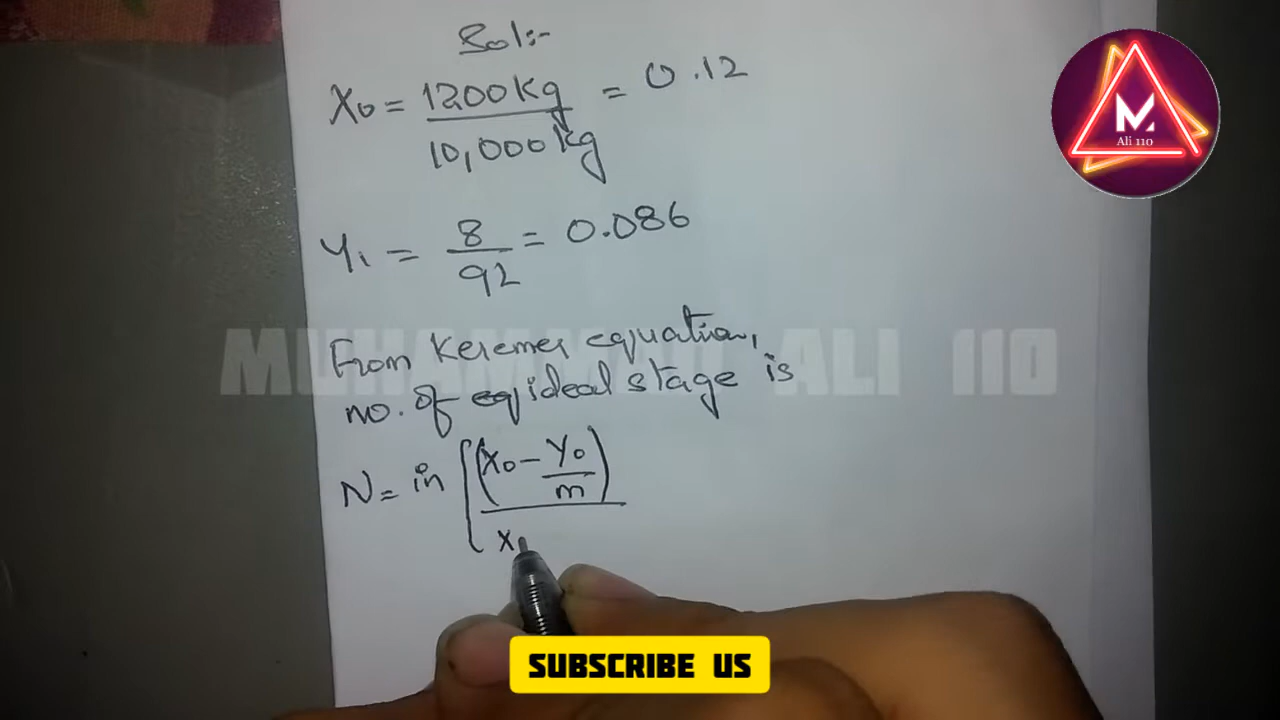 Sol:-
X₀ = 1200 Kg / 10,000 Kg = 0.12
Y₁ = 8 / 92 = 0.086
From Keremer equation,
no. of eq ideal stage is
N = in [(X₀ - Y₀/m) / x
M
Ali 110
MUHAMMAD ALI 110
SUBSCRIBE US